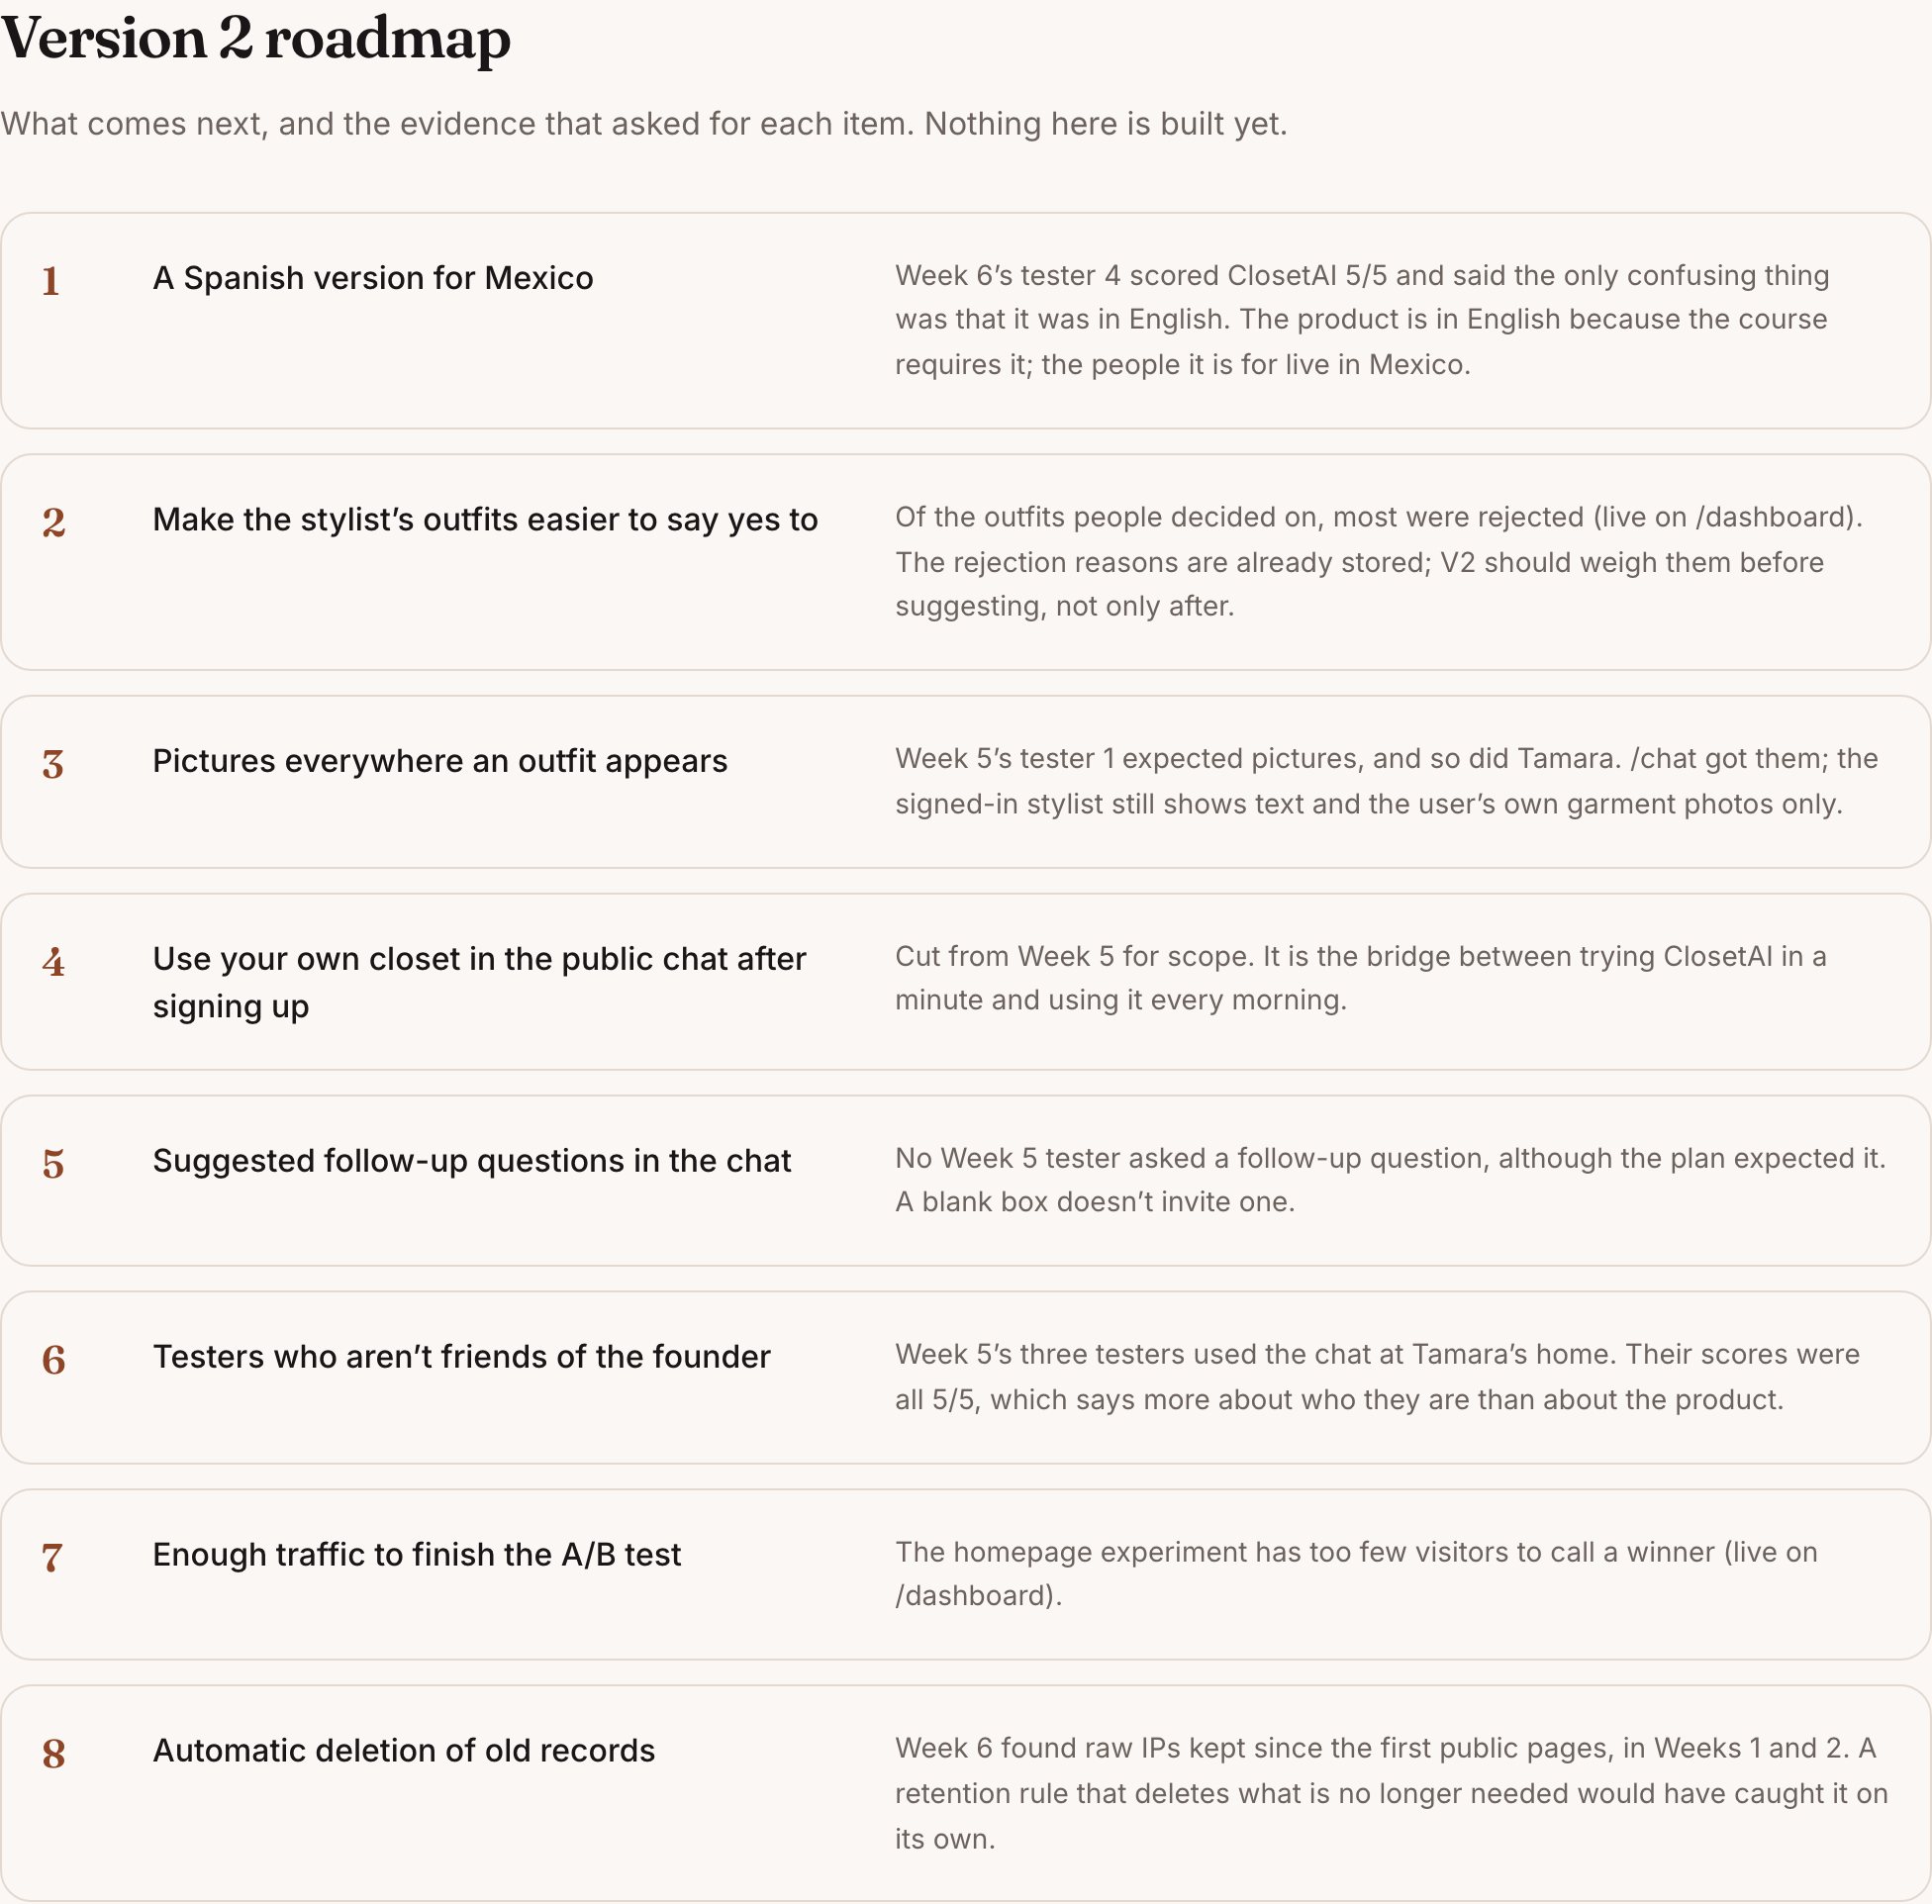 Version 2 roadmap
What comes next, and the evidence that asked for each item. Nothing here is built yet.
1
A Spanish version for Mexico
Week 6’s tester 4 scored ClosetAI 5/5 and said the only confusing thing
was that it was in English. The product is in English because the course
requires it; the people it is for live in Mexico.
2
Make the stylist’s outfits easier to say yes to
Of the outfits people decided on, most were rejected (live on /dashboard).
The rejection reasons are already stored; V2 should weigh them before
suggesting, not only after.
3
Pictures everywhere an outfit appears
Week 5’s tester 1 expected pictures, and so did Tamara. /chat got them; the
signed-in stylist still shows text and the user’s own garment photos only.
4
Use your own closet in the public chat after
signing up
Cut from Week 5 for scope. It is the bridge between trying ClosetAI in a
minute and using it every morning.
5
Suggested follow-up questions in the chat
No Week 5 tester asked a follow-up question, although the plan expected it.
A blank box doesn’t invite one.
6
Testers who aren’t friends of the founder
Week 5’s three testers used the chat at Tamara’s home. Their scores were
all 5/5, which says more about who they are than about the product.
7
Enough traffic to finish the A/B test
The homepage experiment has too few visitors to call a winner (live on
/dashboard).
8
Automatic deletion of old records
Week 6 found raw IPs kept since the first public pages, in Weeks 1 and 2. A
retention rule that deletes what is no longer needed would have caught it on
its own.